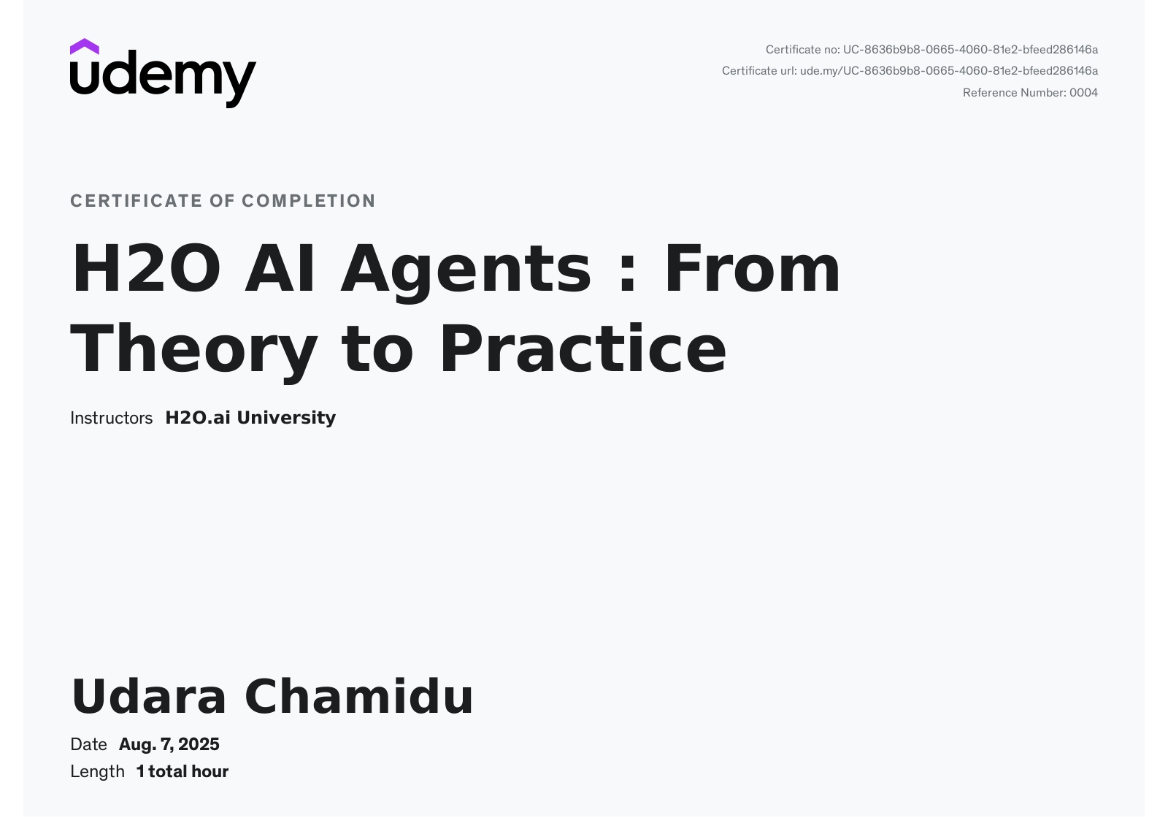 udemy
Certificate no: UC-8636b9b8-0665-4060-81e2-bfeed286146a
Certificate url: ude.my/UC-8636b9b8-0665-4060-81e2-bfeed286146a
Reference Number: 0004
CERTIFICATE OF COMPLETION
H2O AI Agents : From
Theory to Practice
Instructors H2O.ai University
Udara Chamidu
Date Aug. 7, 2025
Length 1 total hour